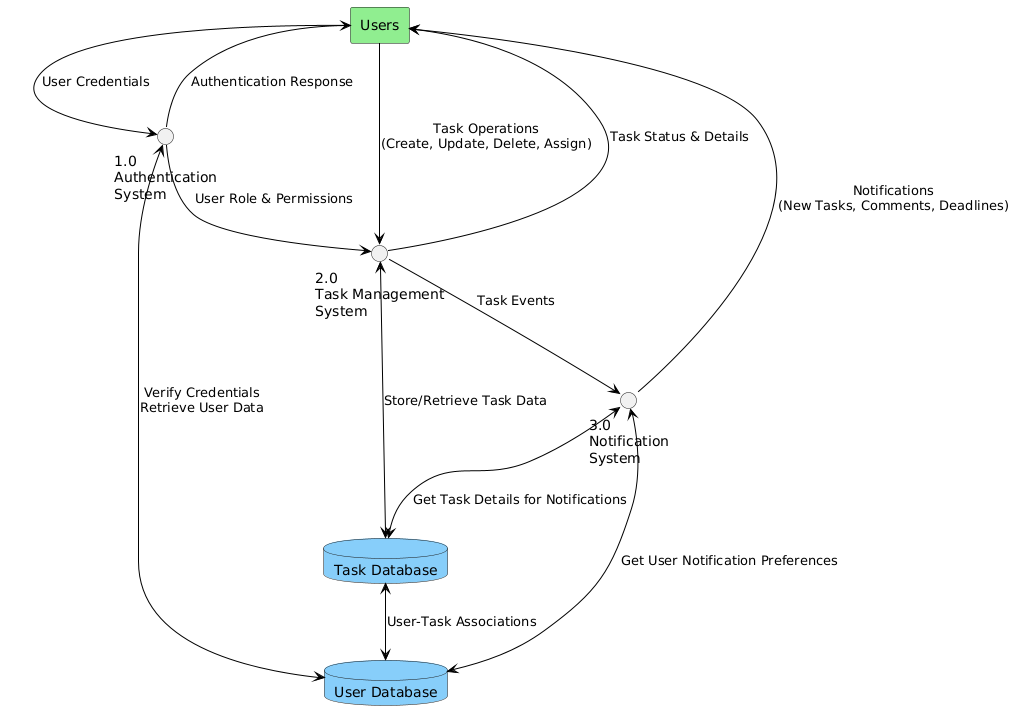 Users
User Credentials
Authentication Response
Task Operations
(Create, Update, Delete, Assign)
Task Status & Details
1.0
Authentication
System
User Role & Permissions
Notifications
(New Tasks, Comments, Deadlines)
2.0
Task Management
System
Task Events
Verify Credentials
Retrieve User Data
Store/Retrieve Task Data
3.0
Notification
System
Get Task Details for Notifications
Get User Notification Preferences
Task Database
User-Task Associations
User Database